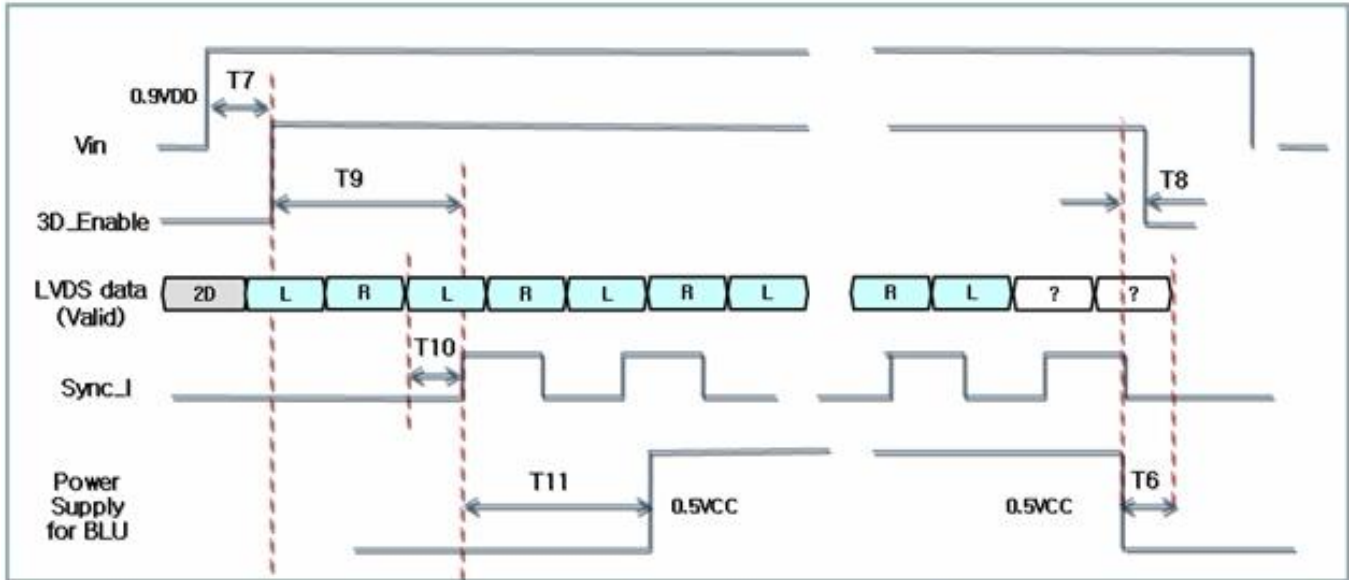 T7
0.9VDD
Vin
T9
T8
3D_Enable
LVDS data
(Valid)
2D L R L R L R L R L ? ?
T10
Sync_I
Power
Supply
for BLU
T11
0.5VCC
0.5VCC
T6